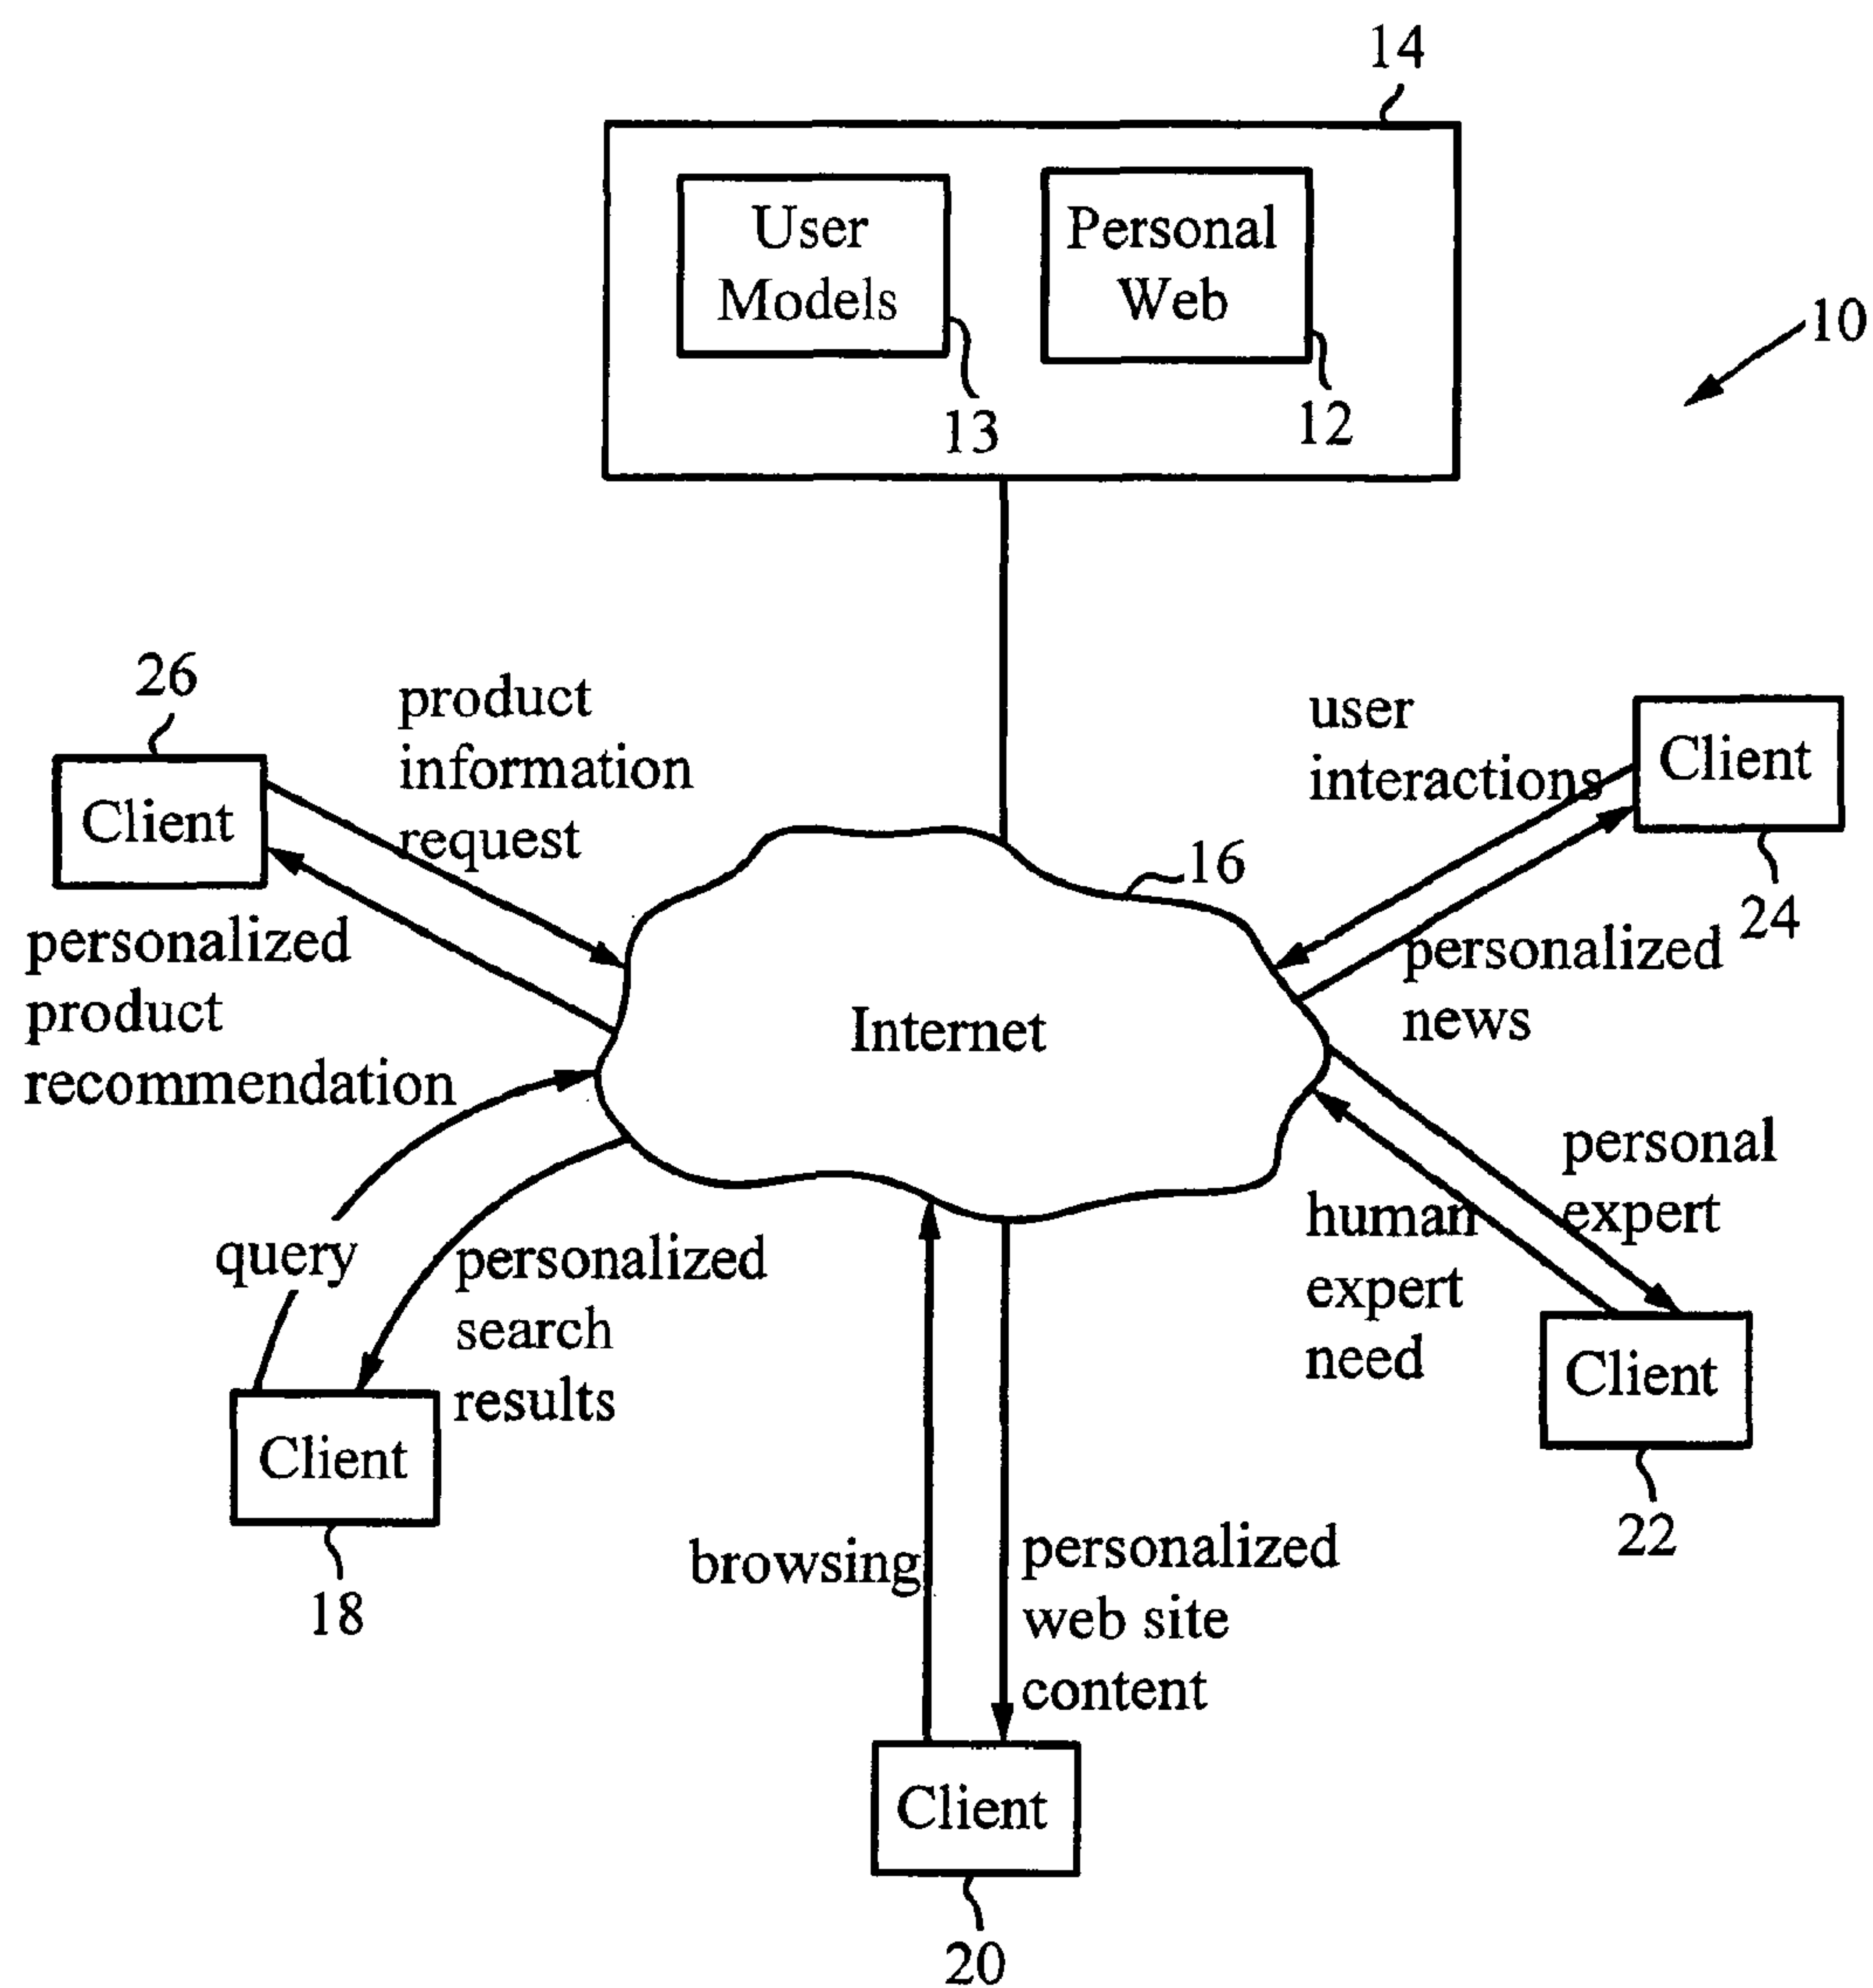 14
User
Models
Personal
Web
10
13
12
26
product
information
request
user
interactions
Client
Client
16
24
personalized
product
recommendation
personalized
news
Internet
personal
expert
human
expert
need
query
personalized
search
results
Client
Client
22
18
browsing
personalized
web site
content
Client
20